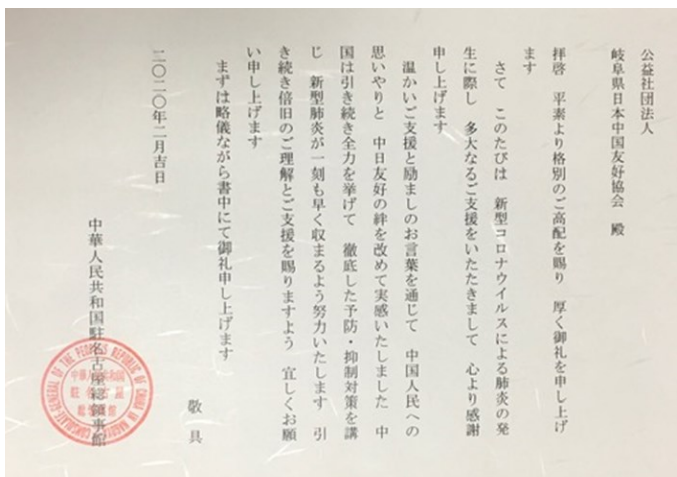 公益社団法人
岐阜県日本中国友好協会 殿
拝啓 平素より格別のご高配を賜り 厚く御礼を申し上げ
ます
さて このたびは 新型コロナウイルスによる肺炎の発
生に際し 多大なるご支援をいただきまして 心より感謝
申し上げます
温かいご支援と励ましのお言葉を通じて 中国人民への
思いやりと 中日友好の絆を改めて実感いたしました 中
国は引き続き全力を挙げて 徹底した予防・抑制対策を講
じ 新型肺炎が一刻も早く収まるよう努力いたします 引
き続き倍旧のご理解とご支援を賜りますよう 宜しくお願
い申し上げます
まずは略儀ながら書中にて御礼申し上げます
敬具
二〇二〇年二月吉日
中華人民共和国駐名古屋総領事館
CONSULATE-GENERAL OF THE PEOPLE'S REPUBLIC OF CHINA IN NAGOYA